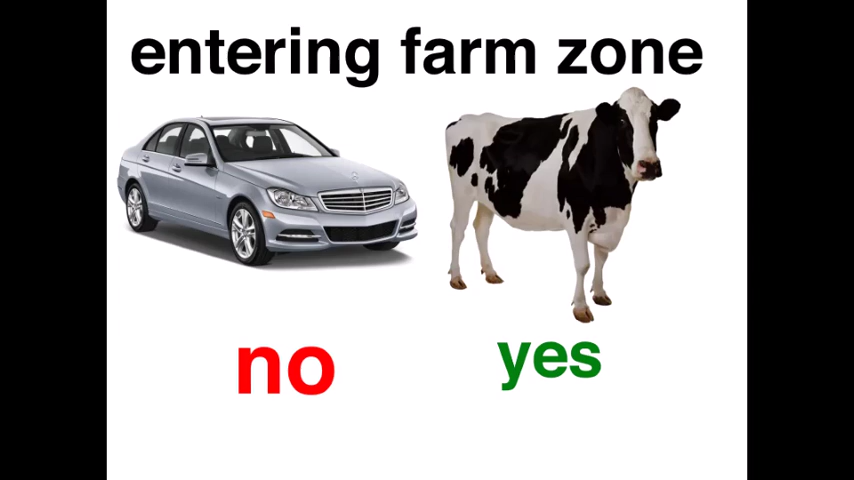 entering farm zone
no
yes